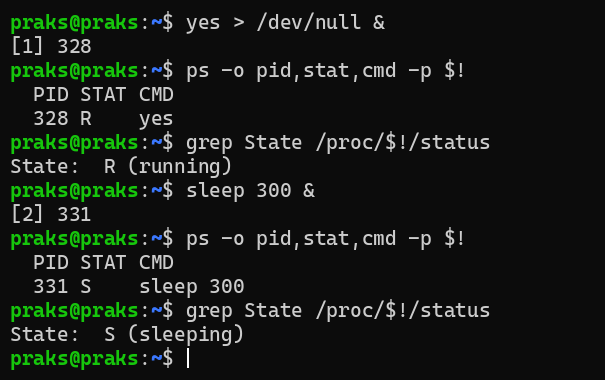 praks@praks:~$ yes > /dev/null &
[1] 328
praks@praks:~$ ps -o pid,stat,cmd -p $!
  PID STAT CMD
  328 R    yes
praks@praks:~$ grep State /proc/$!/status
State:  R (running)
praks@praks:~$ sleep 300 &
[2] 331
praks@praks:~$ ps -o pid,stat,cmd -p $!
  PID STAT CMD
  331 S    sleep 300
praks@praks:~$ grep State /proc/$!/status
State:  S (sleeping)
praks@praks:~$